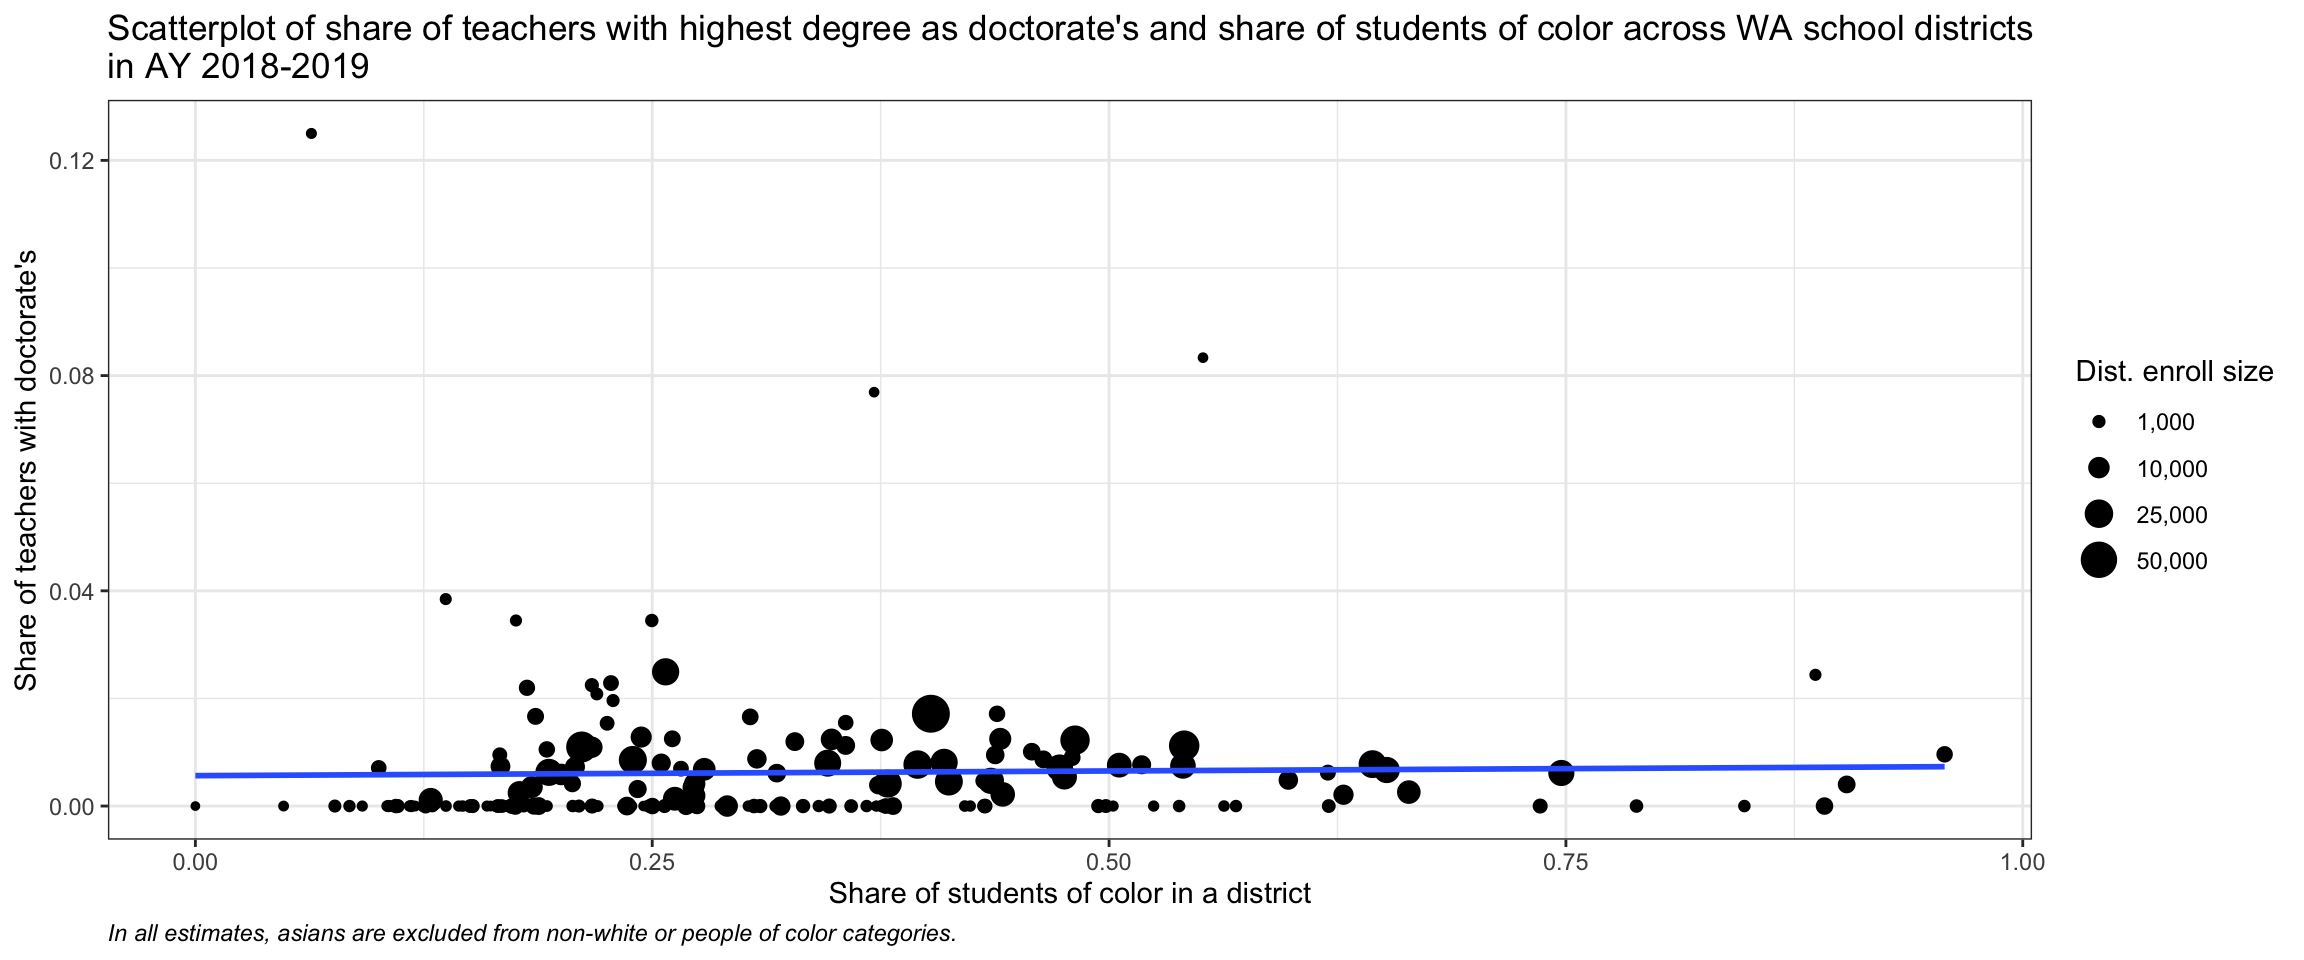 Scatterplot of share of teachers with highest degree as doctorate's and share of students of color across WA school districts
in AY 2018-2019
Share of teachers with doctorate's
0.12
0.08
0.04
0.00
0.00
0.25
0.50
0.75
1.00
Share of students of color in a district
Dist. enroll size
1,000
10,000
25,000
50,000
In all estimates, asians are excluded from non-white or people of color categories.